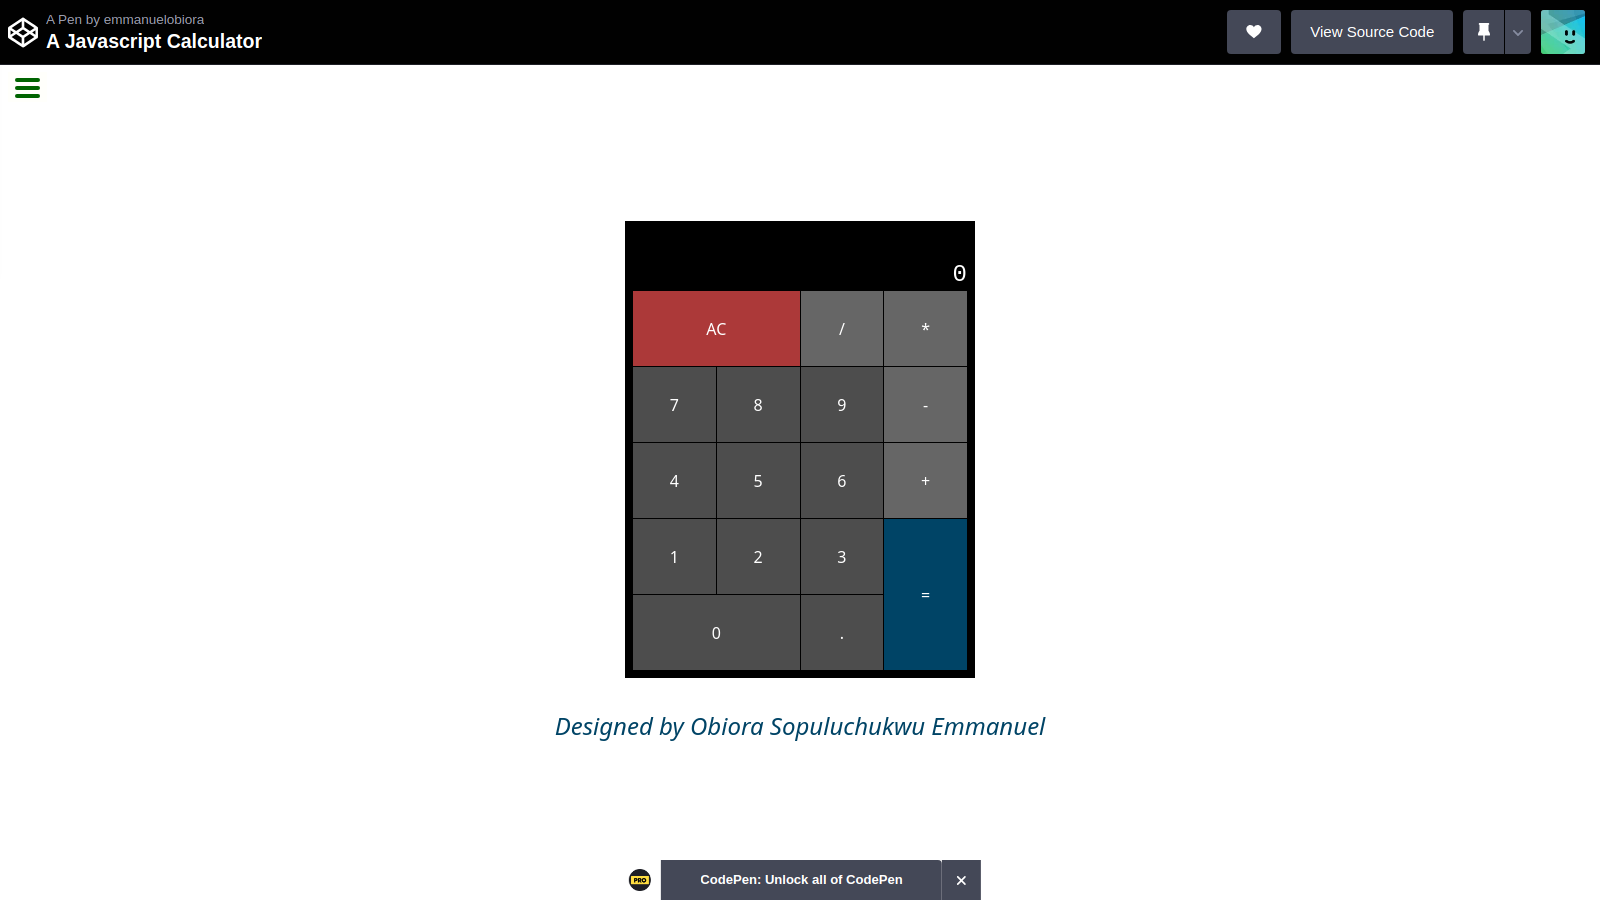 A Pen by emmanuelobiora
A Javascript Calculator
View Source Code
0
AC / *
7 8 9 -
4 5 6 +
1 2 3
=
0 .
Designed by Obiora Sopuluchukwu Emmanuel
PRO CodePen: Unlock all of CodePen